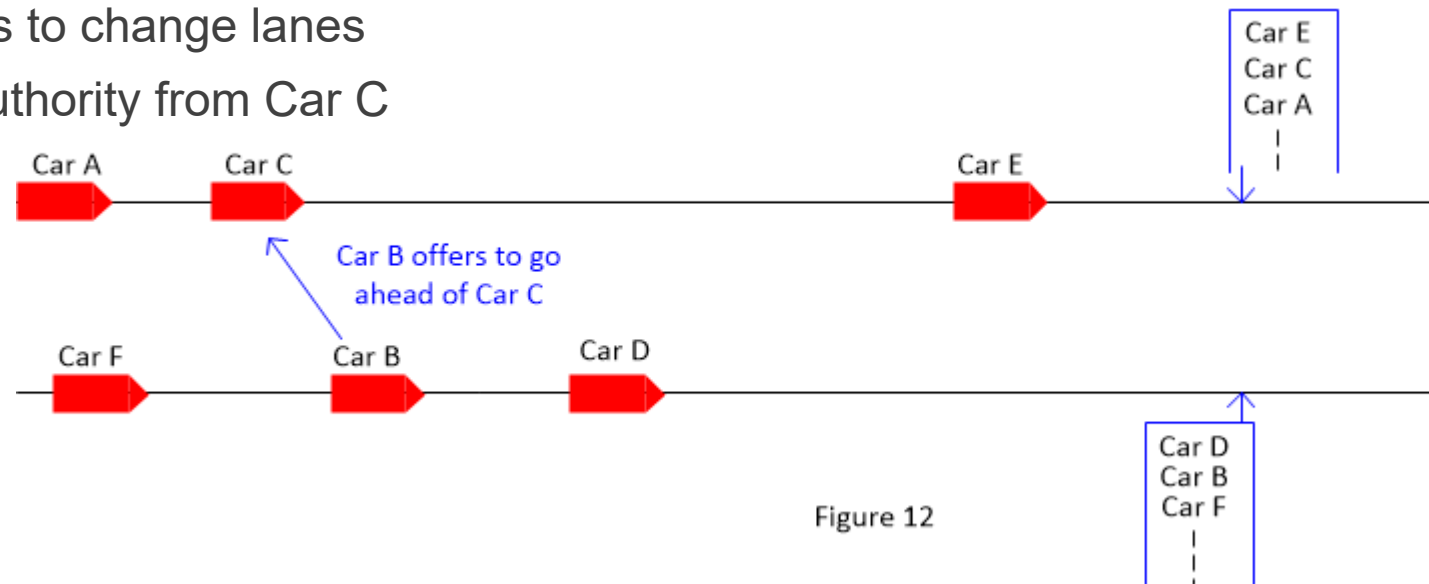 s to change lanes
uthority from Car C
Car E
Car C
Car A
Car A
Car C
Car E
Car B offers to go
ahead of Car C
Car F
Car B
Car D
Car D
Car B
Car F
Figure 12